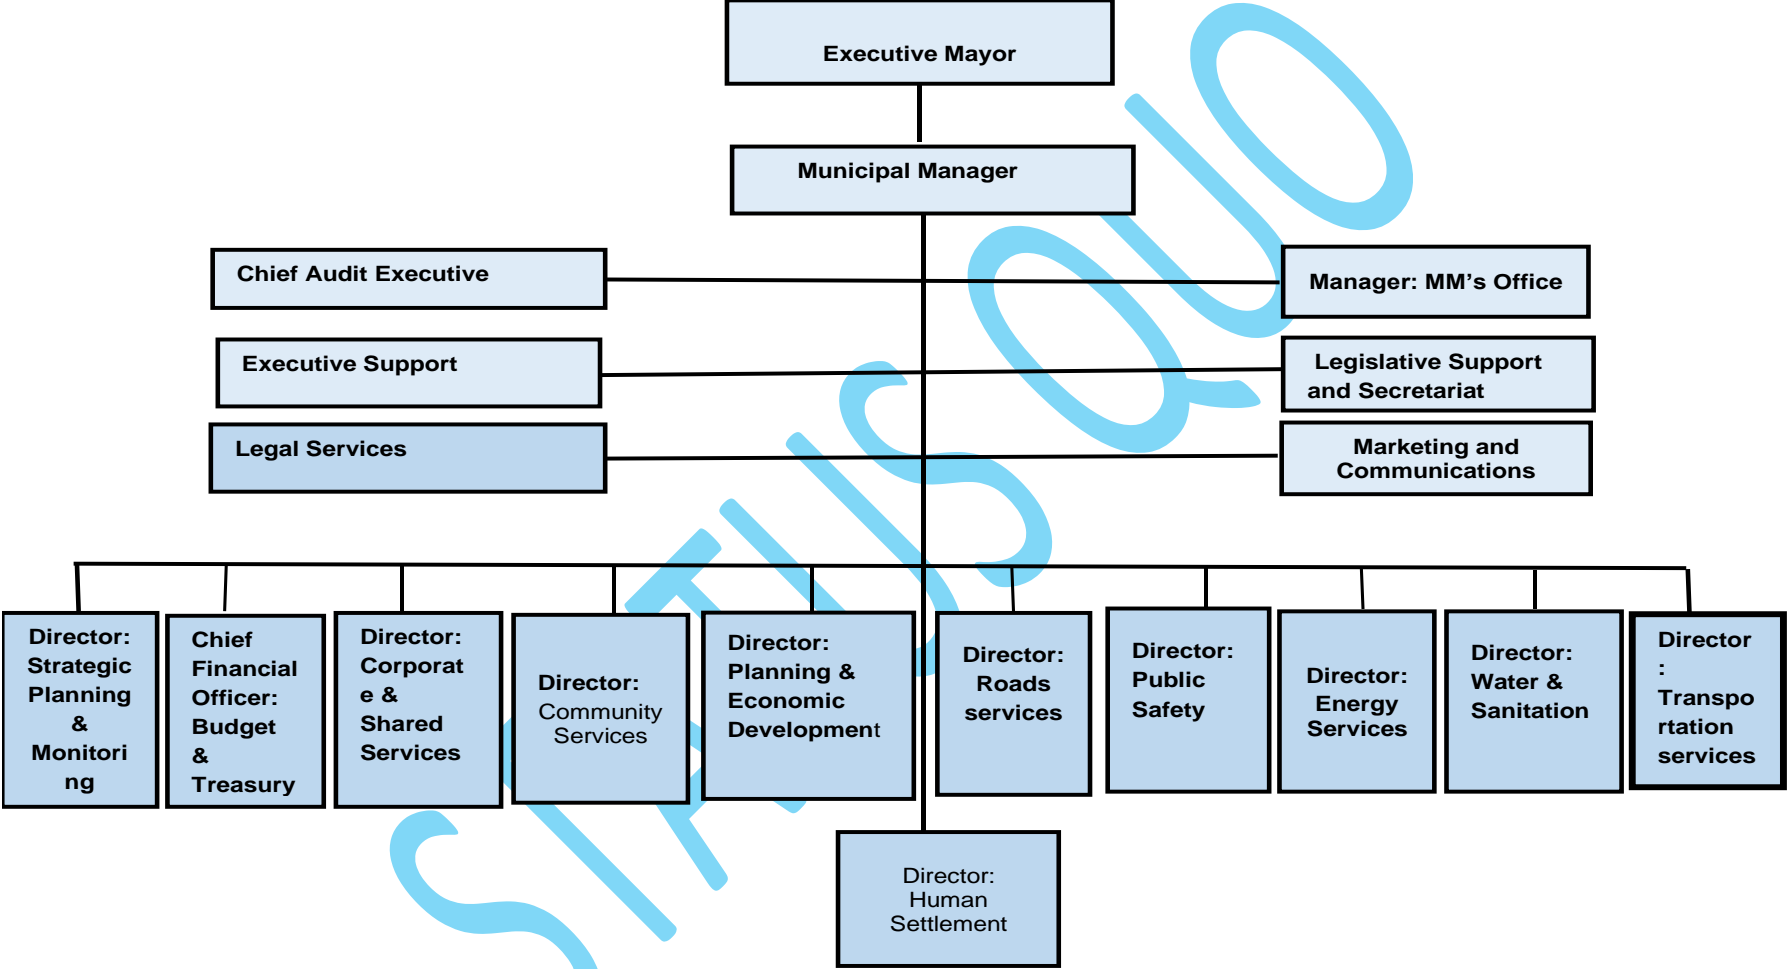 Executive Mayor
Municipal Manager
Chief Audit Executive
Manager: MM’s Office
Executive Support
Legislative Support
and Secretariat
Legal Services
Marketing and
Communications
Director:
Strategic
Planning
&
Monitori
ng
Chief
Financial
Officer:
Budget
&
Treasury
Director:
Corporat
e &
Shared
Services
Director:
Community
Services
Director:
Planning &
Economic
Development
Director:
Roads
services
Director:
Public
Safety
Director:
Energy
Services
Director:
Water &
Sanitation
Director
:
Transpo
rtation
services
Director:
Human
Settlement
STATUS QUO